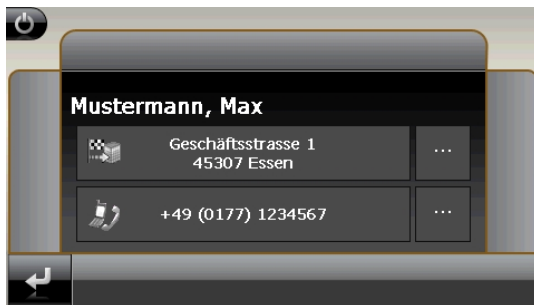 Mustermann, Max
Geschäftsstrasse 1
45307 Essen
...
+49 (0177) 1234567
...